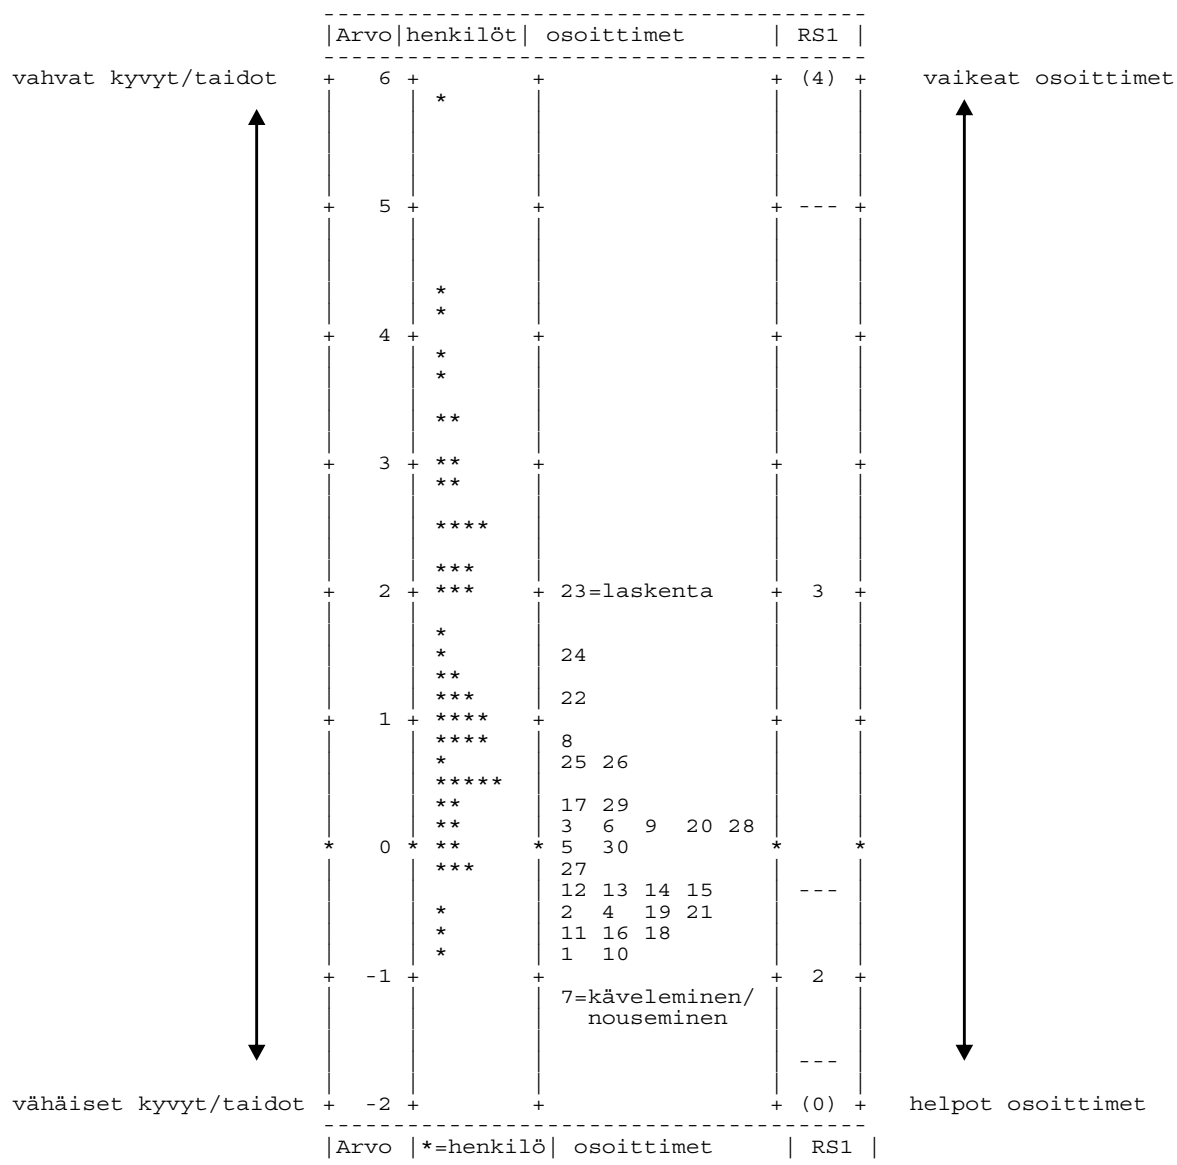 |Arvo|henkilöt| osoittimet | RS1 |
vahvat kyvyt/taidot + 6 + + + (4) + vaikeat osoittimet
*
+ 5 + + + --- +
*
*
+ 4 + + + +
*
*
**
+ 3 + ** + + +
**
****
***
+ 2 + *** + 23=laskenta + 3 +
*
* 24
**
*** 22
+ 1 + **** + + +
**** 8
* 25 26
*****
** 17 29
** 3 6 9 20 28
* 0 * ** * 5 30 * *
*** 27
12 13 14 15 ---
* 2 4 19 21
* 11 16 18
* 1 10
+ -1 + + + 2 +
7=käveleminen/
nouseminen
---
vähäiset kyvyt/taidot + -2 + + + (0) + helpot osoittimet
|Arvo |*=henkilö| osoittimet | RS1 |